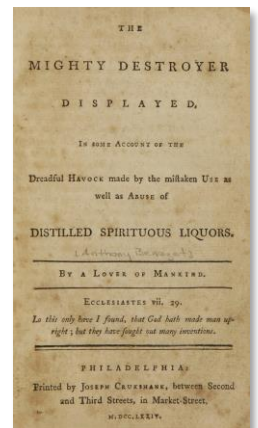 THE
MIGHTY DESTROYER
DISPLAYED,
IN SOME ACCOUNT OF THE
Dreadful HAVOCK made by the miſtaken USE as
well as ABUSE of
DISTILLED SPIRITUOUS LIQUORS.
(Anthony Benezet)
BY A LOVER OF MANKIND.
ECCLESIASTES vii. 29.
Lo this only have I found, that God hath made man up-
right; but they have ſought out many inventions.
PHILADELPHIA:
Printed by JOSEPH CRUKSHANK, between Second
and Third Streets, in Market-Street.
M,DCC,LXXIV.